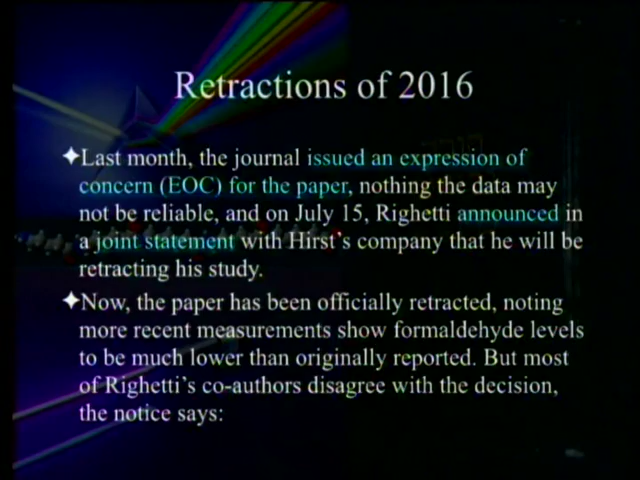 Retractions of 2016
✦Last month, the journal issued an expression of
concern (EOC) for the paper, nothing the data may
not be reliable, and on July 15, Righetti announced in
a joint statement with Hirst's company that he will be
retracting his study.
✦Now, the paper has been officially retracted, noting
more recent measurements show formaldehyde levels
to be much lower than originally reported. But most
of Righetti's co-authors disagree with the decision,
the notice says: